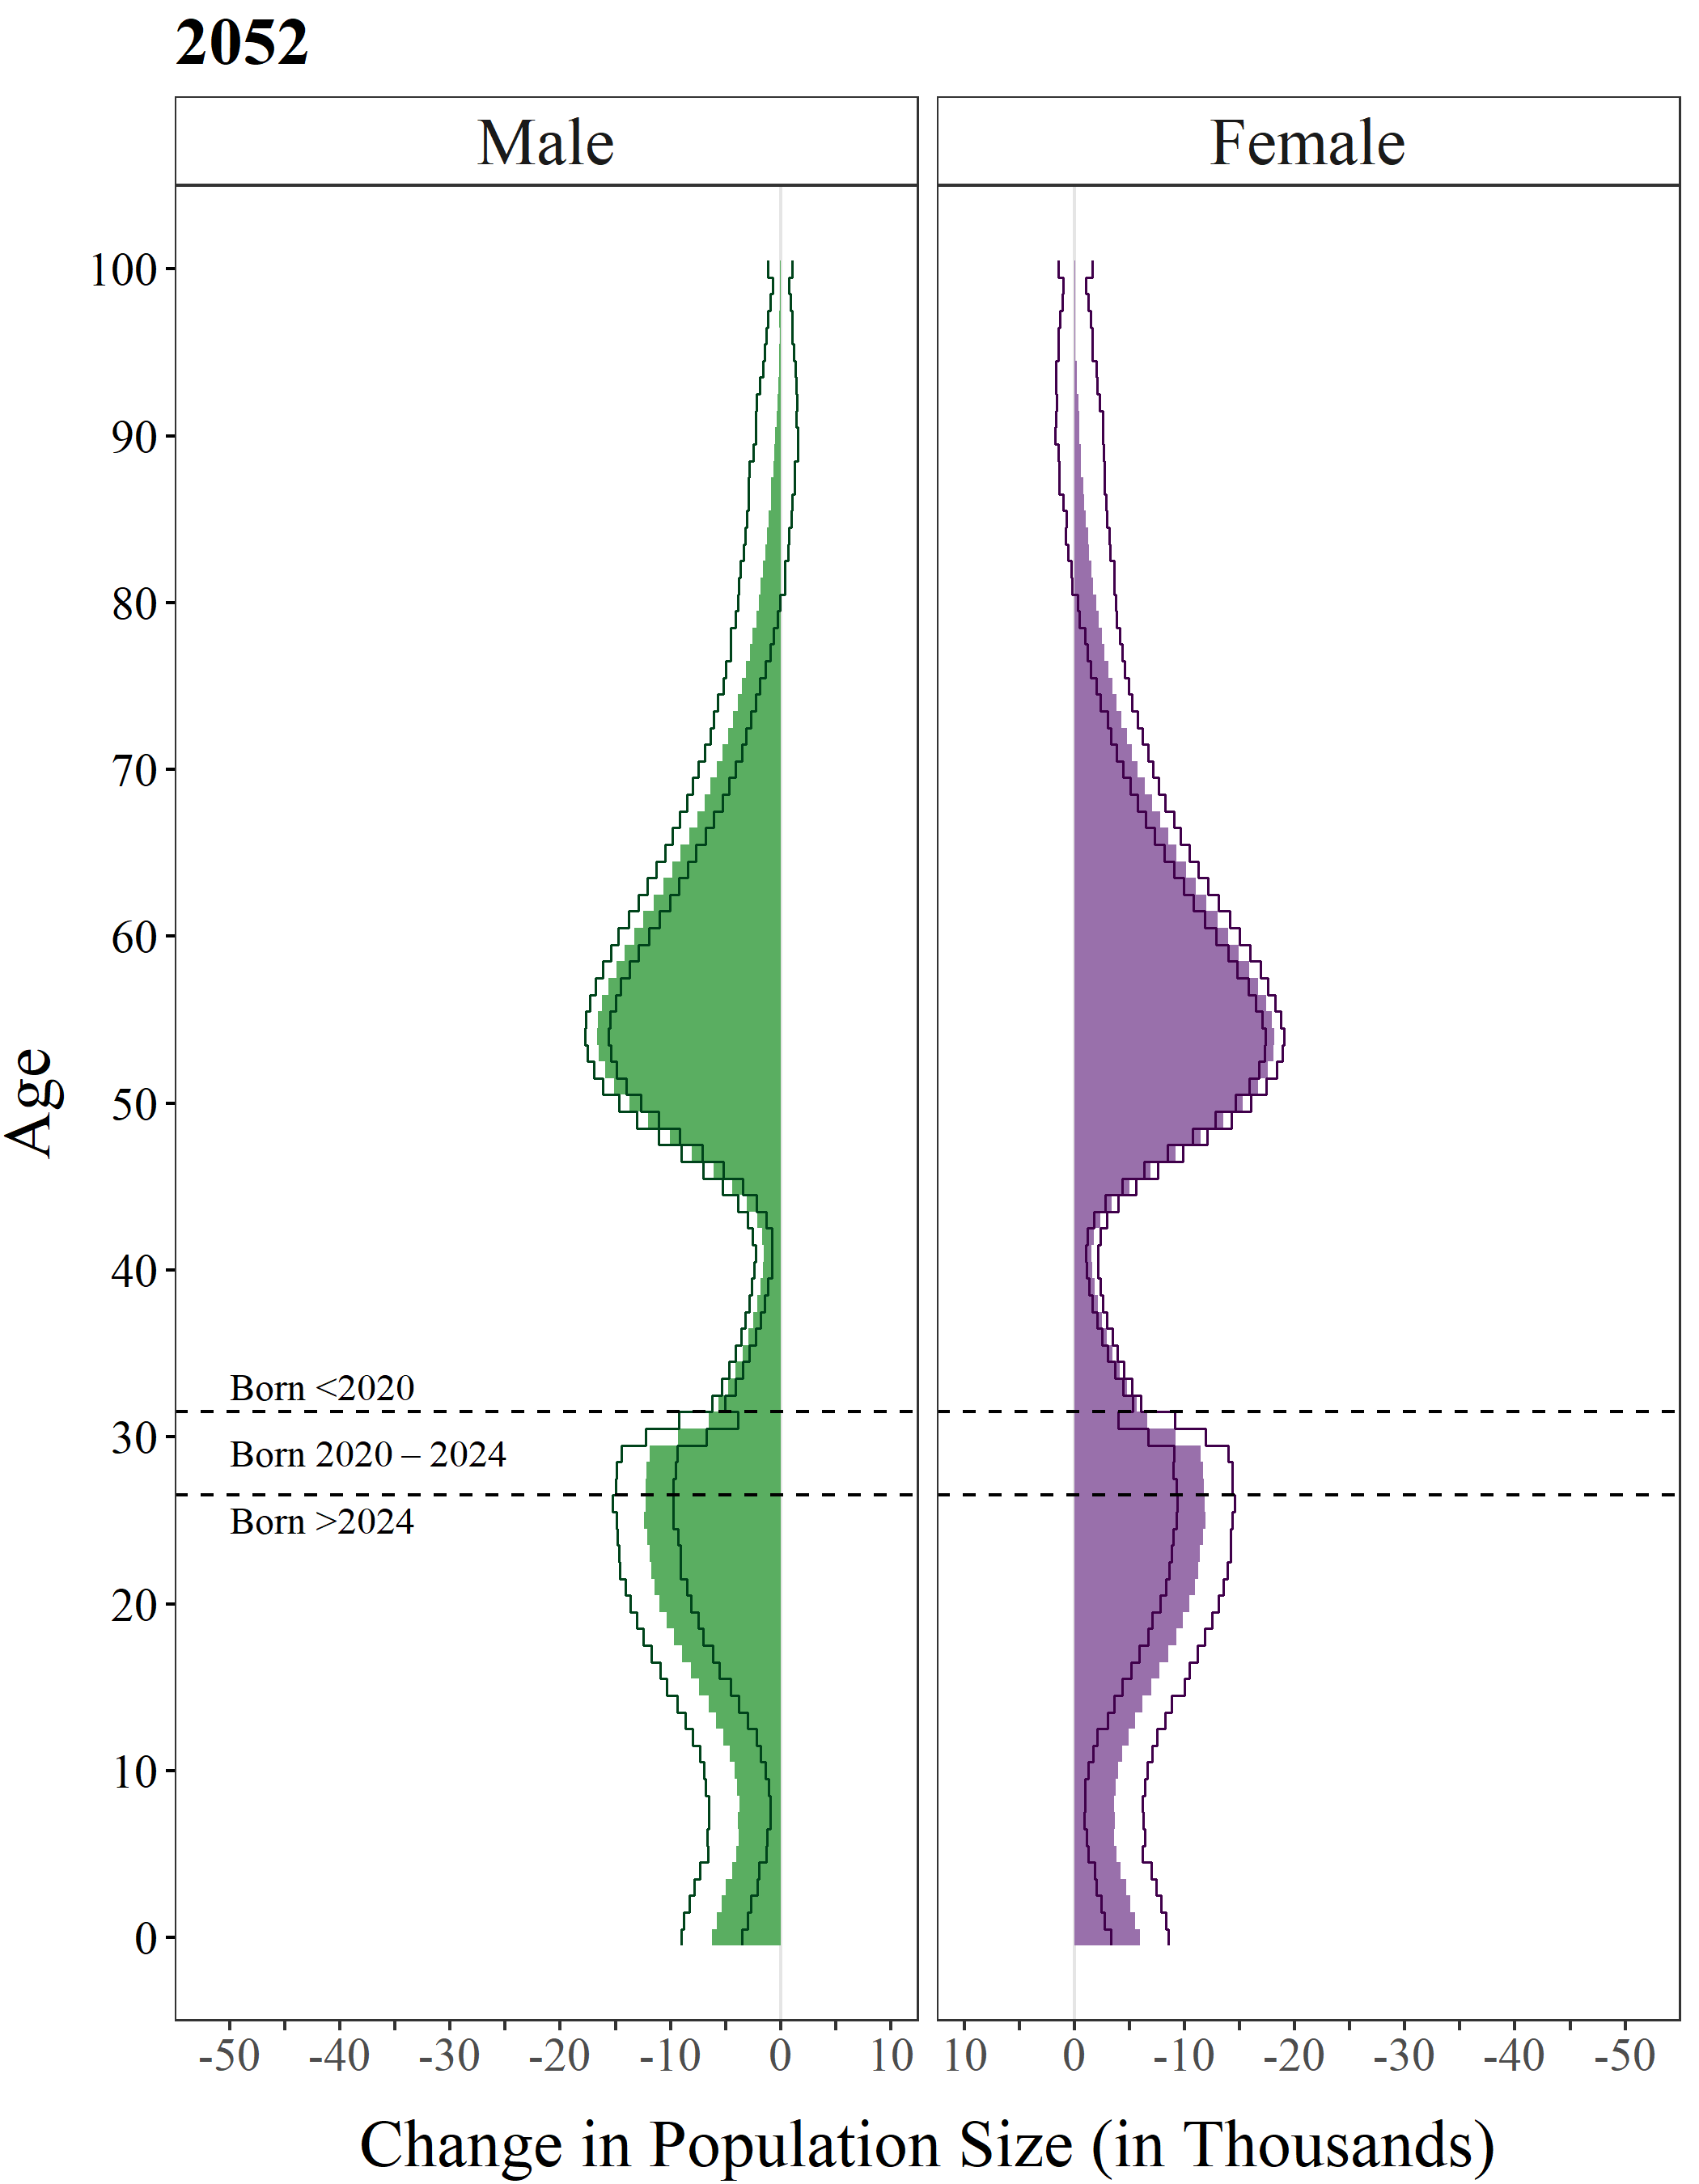 2052
Male Female
100
90
80
70
60
50
40
Born <2020
30
Born 2020 – 2024
Born >2024
20
10
0
Age
-50 -40 -30 -20 -10 0 10 10 0 -10 -20 -30 -40 -50
Change in Population Size (in Thousands)